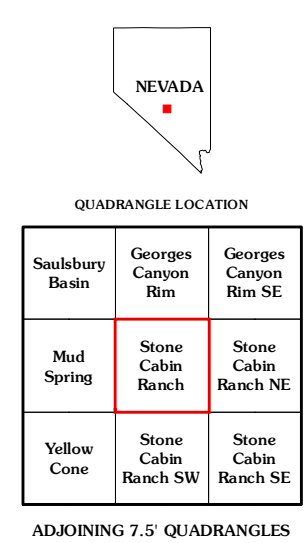 NEVADA
QUADRANGLE LOCATION
Saulsbury
Basin
Georges
Canyon
Rim
Georges
Canyon
Rim SE
Mud
Spring
Stone
Cabin
Ranch
Stone
Cabin
Ranch NE
Yellow
Cone
Stone
Cabin
Ranch SW
Stone
Cabin
Ranch SE
ADJOINING 7.5' QUADRANGLES